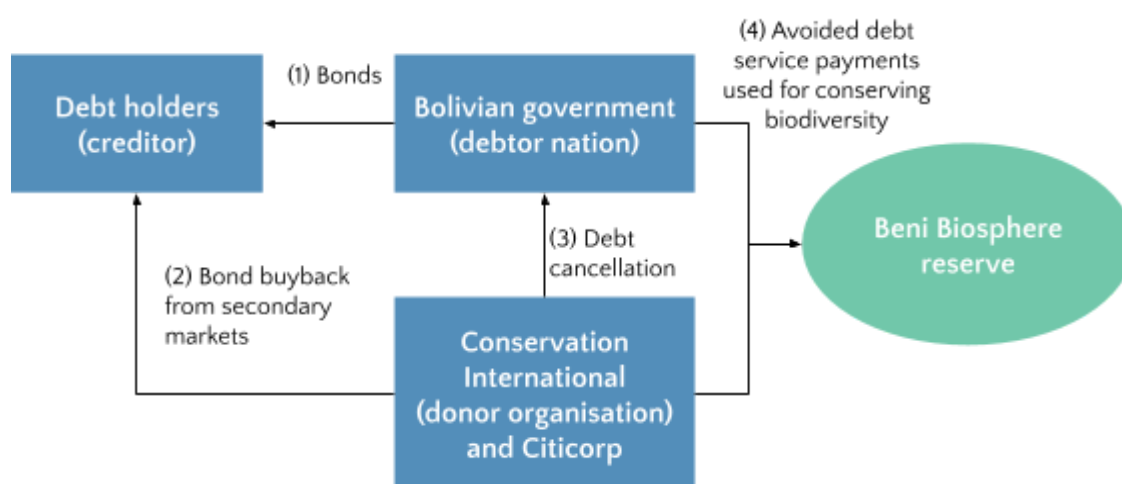 Debt holders
(creditor)
(1) Bonds
Bolivian government
(debtor nation)
(4) Avoided debt
service payments
used for conserving
biodiversity
Beni Biosphere
reserve
(2) Bond buyback
from secondary
markets
(3) Debt
cancellation
Conservation
International
(donor organisation)
and Citicorp